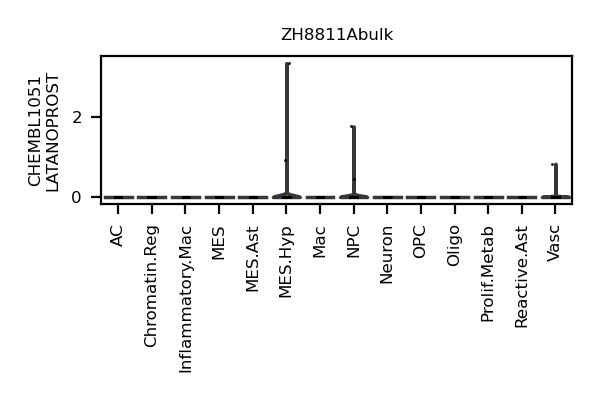 ZH8811Abulk
CHEMBL1051
LATANOPROST
2
0
AC
Chromatin.Reg
Inflammatory.Mac
MES
MES.Ast
MES.Hyp
Mac
NPC
Neuron
OPC
Oligo
Prolif.Metab
Reactive.Ast
Vasc